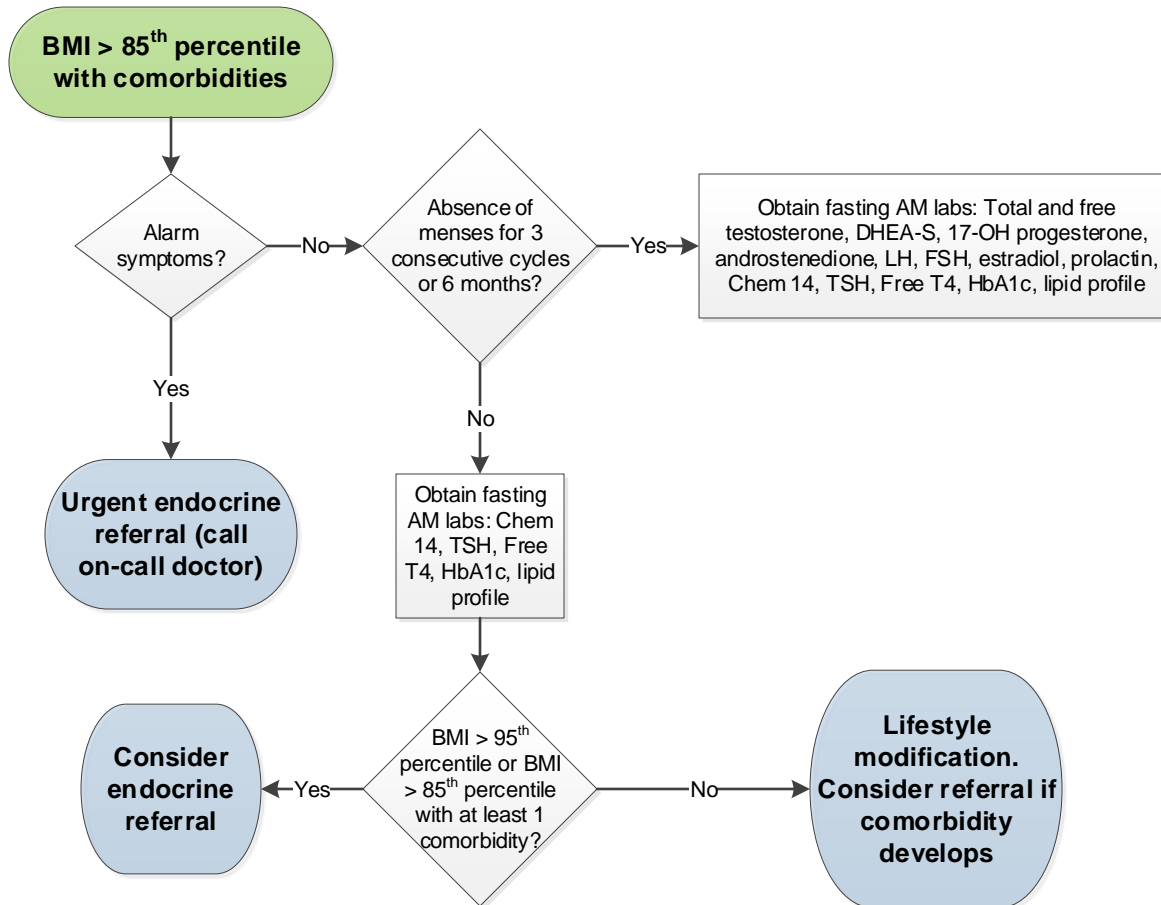 BMI > 85th percentile
with comorbidities
Alarm
symptoms?
No
Absence of
menses for 3
consecutive cycles
or 6 months?
Yes
Obtain fasting AM labs: Total and free
testosterone, DHEA-S, 17-OH progesterone,
androstenedione, LH, FSH, estradiol, prolactin,
Chem 14, TSH, Free T4, HbA1c, lipid profile
Yes
No
Urgent endocrine
referral (call
on-call doctor)
Obtain fasting
AM labs: Chem
14, TSH, Free
T4, HbA1c, lipid
profile
Consider
endocrine
referral
Yes
BMI > 95th
percentile or BMI
> 85th percentile
with at least 1
comorbidity?
No
Lifestyle
modification.
Consider referral if
comorbidity
develops